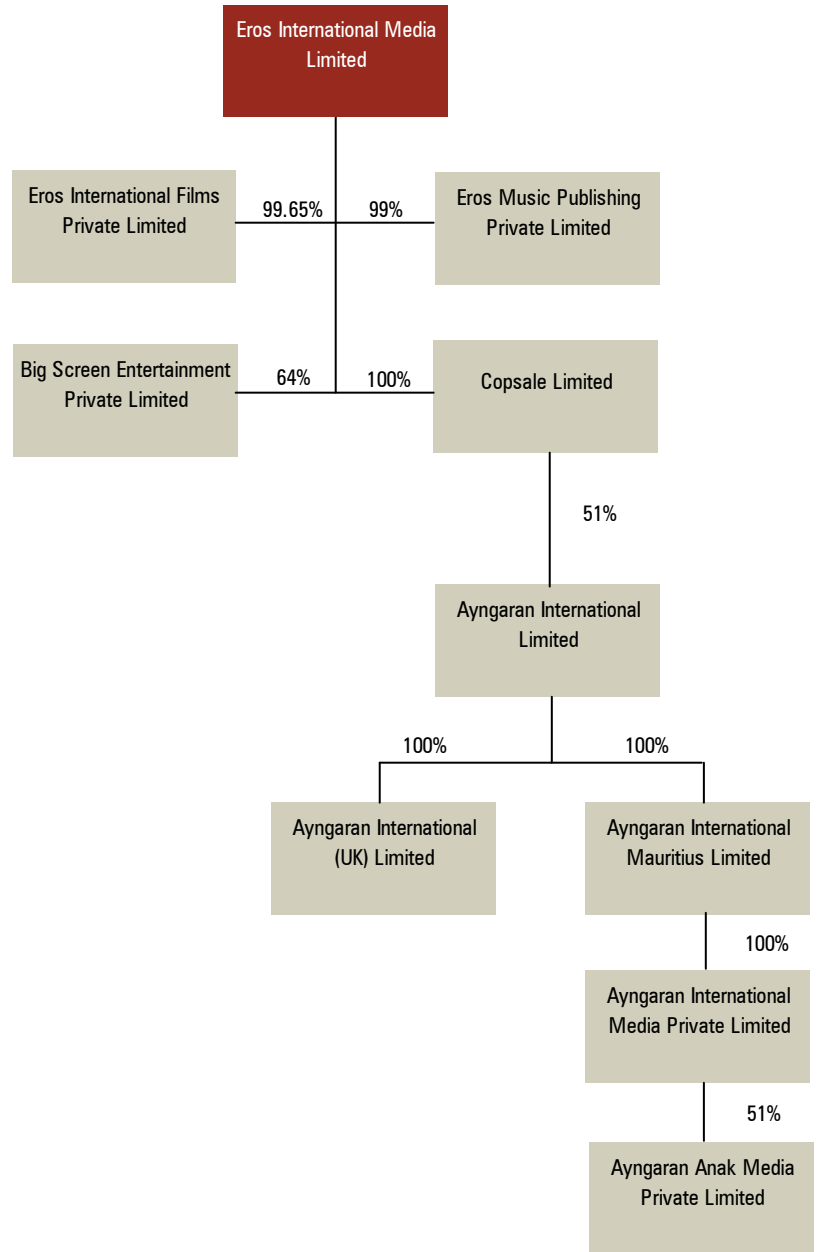 Eros International Media
Limited
Eros International Films
Private Limited
99.65%
99%
Eros Music Publishing
Private Limited
Big Screen Entertainment
Private Limited
64%
100%
Copsale Limited
51%
Ayngaran International
Limited
100%
100%
Ayngaran International
(UK) Limited
Ayngaran International
Mauritius Limited
100%
Ayngaran International
Media Private Limited
51%
Ayngaran Anak Media
Private Limited